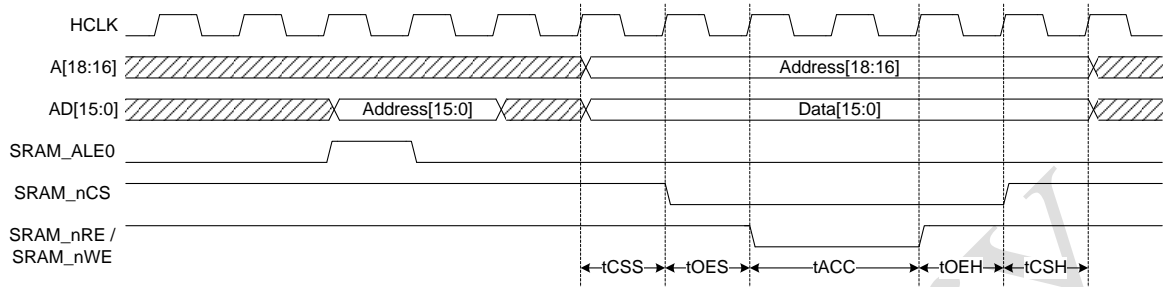 HCLK
A[18:16] Address[18:16]
AD[15:0] Address[15:0] Data[15:0]
SRAM_ALE0
SRAM_nCS
SRAM_nRE /
SRAM_nWE
tCSS tOES tACC tOEH tCSH